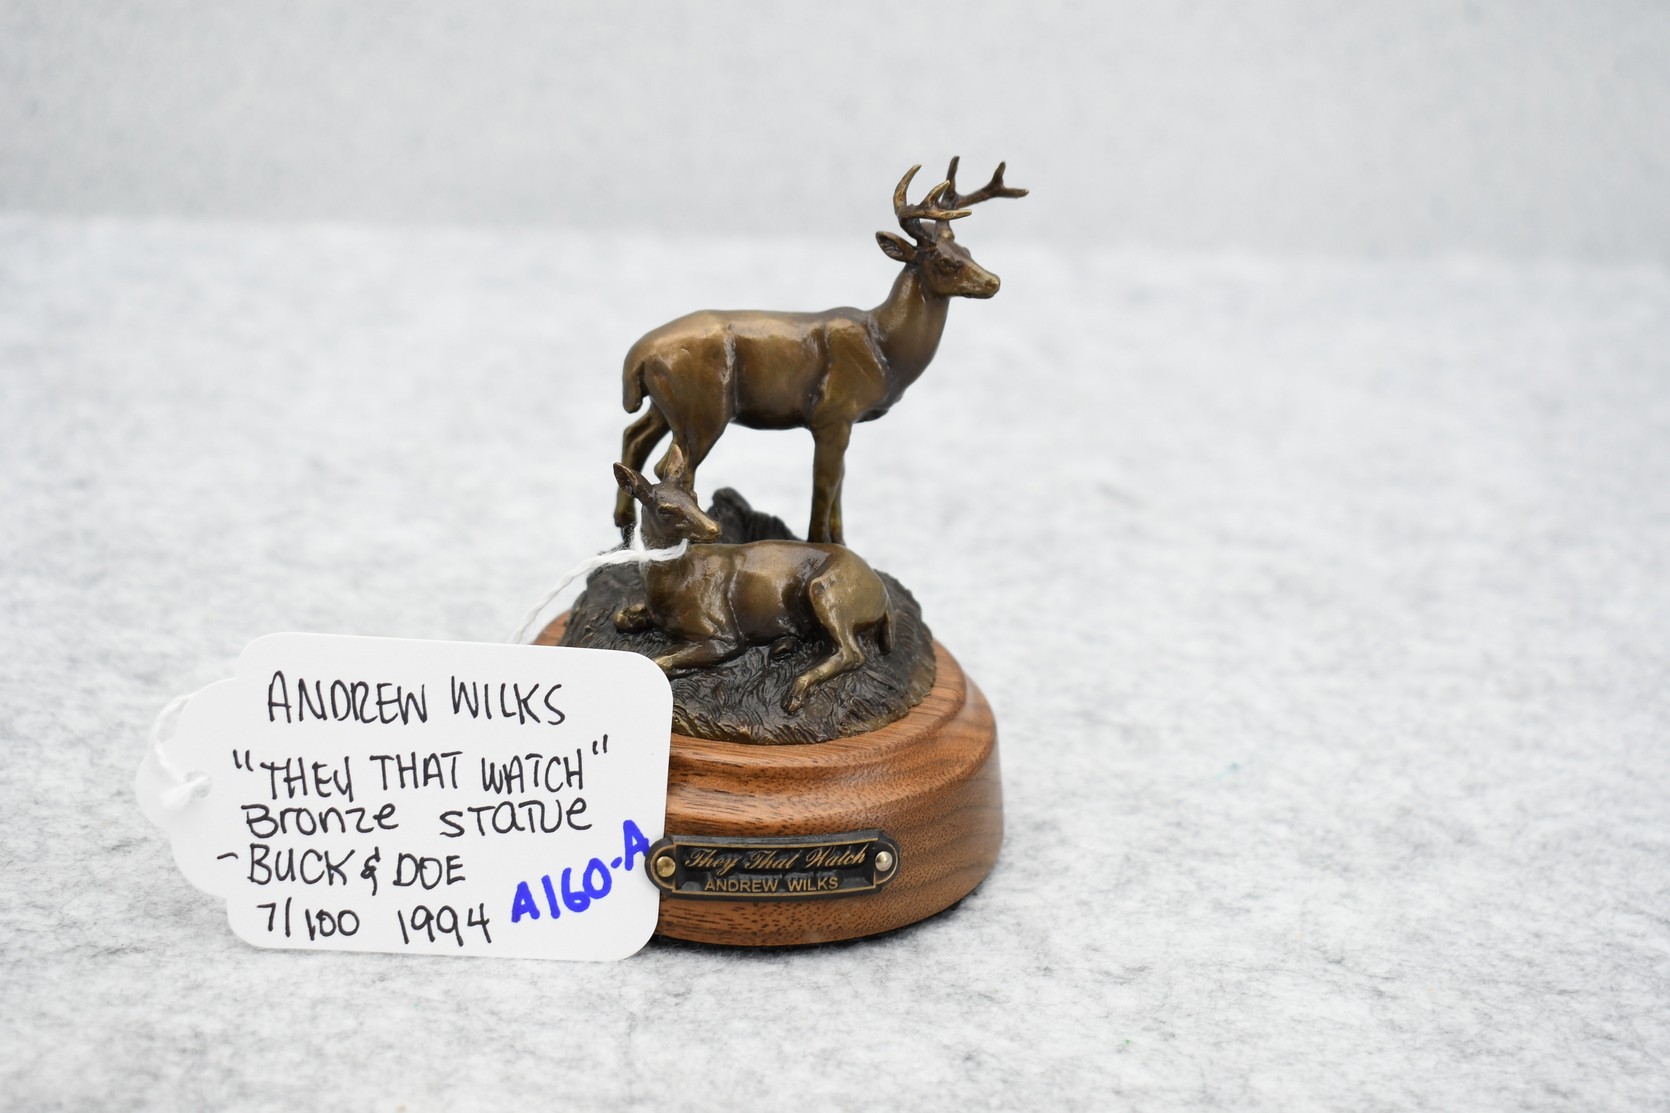 ANDREW WILKS
"THEY THAT WATCH"
Bronze STATUE
-BUCK & DOE
7/100 1994
A160-A
They That Watch
ANDREW WILKS